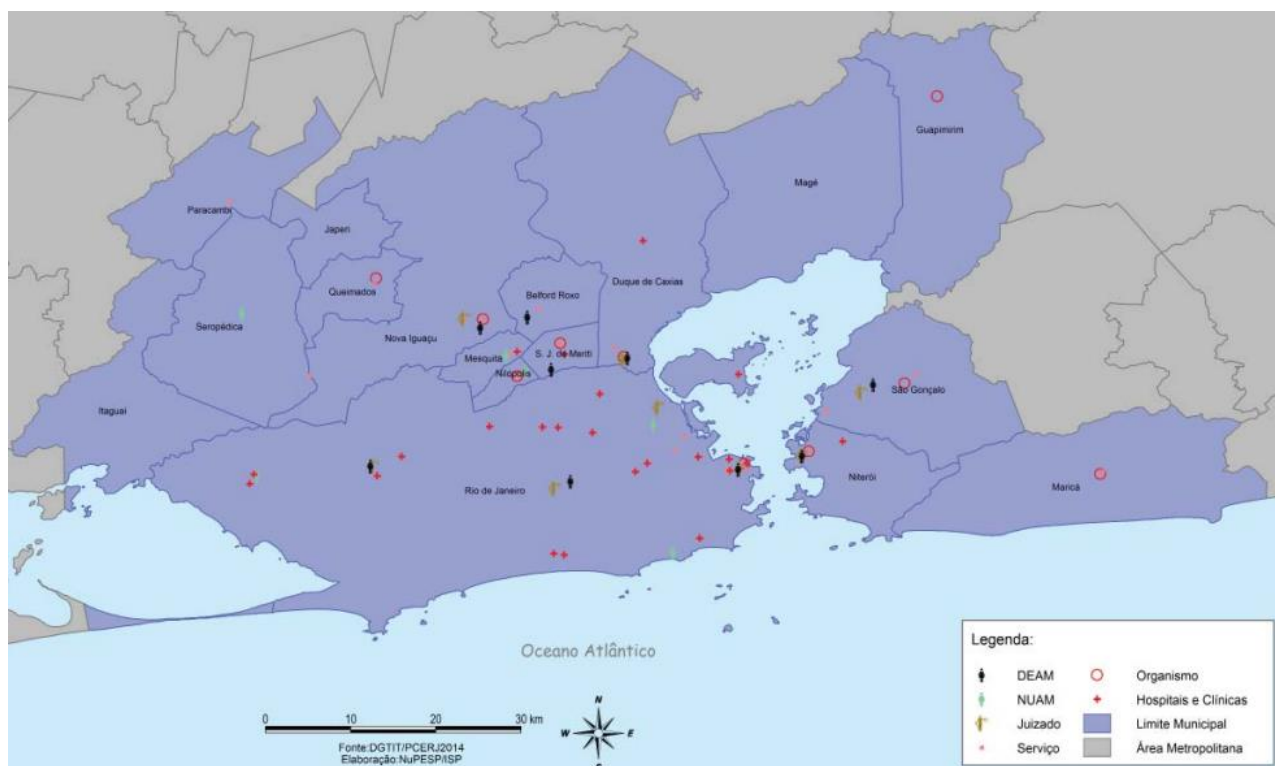 Guapimirim
Magé
Paracambi
Japeri
Duque de Caxias
Queimados
Belford Roxo
Seropédica
Nova Iguaçu
Mesquita
S. J. de Meriti
Nilópolis
São Gonçalo
Itaguaí
Rio de Janeiro
Niterói
Maricá
Oceano Atlântico
0 10 20 30 km
Fonte:DGTIT/PCERJ2014
Elaboração:NuPESP/ISP
N
W E
S
Legenda:
DEAM Organismo
NUAM Hospitais e Clínicas
Juizado Limite Municipal
Serviço Área Metropolitana